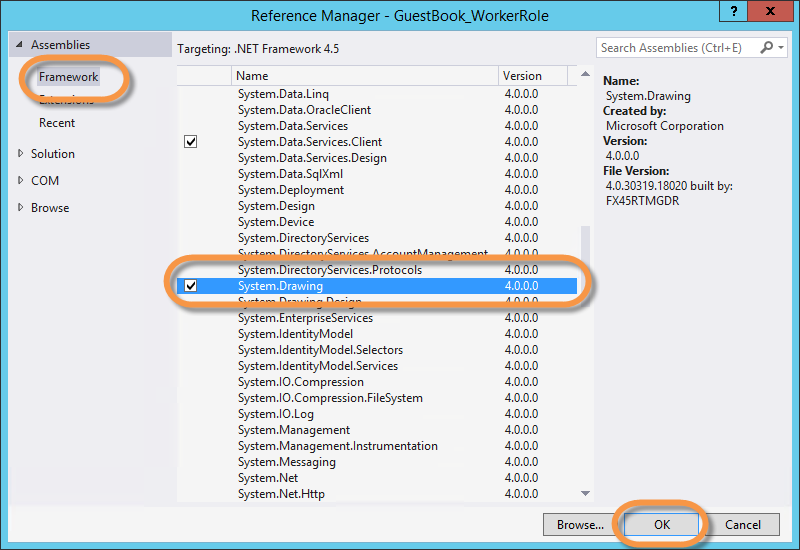 Reference Manager - GuestBook_WorkerRole
? X
Assemblies
Framework
Extensions
Recent
Solution
COM
Browse
Targeting: .NET Framework 4.5
Search Assemblies (Ctrl+E)
Name Version
System.Data.Linq 4.0.0.0
System.Data.OracleClient 4.0.0.0
System.Data.Services 4.0.0.0
System.Data.Services.Client 4.0.0.0
System.Data.Services.Design 4.0.0.0
System.Data.SqlXml 4.0.0.0
System.Deployment 4.0.0.0
System.Design 4.0.0.0
System.Device 4.0.0.0
System.DirectoryServices 4.0.0.0
System.DirectoryServices.AccountManagement 4.0.0.0
System.DirectoryServices.Protocols 4.0.0.0
System.Drawing 4.0.0.0
System.Drawing.Design 4.0.0.0
System.EnterpriseServices 4.0.0.0
System.IdentityModel 4.0.0.0
System.IdentityModel.Selectors 4.0.0.0
System.IdentityModel.Services 4.0.0.0
System.IO.Compression 4.0.0.0
System.IO.Compression.FileSystem 4.0.0.0
System.IO.Log 4.0.0.0
System.Management 4.0.0.0
System.Management.Instrumentation 4.0.0.0
System.Messaging 4.0.0.0
System.Net 4.0.0.0
System.Net.Http 4.0.0.0
Name:
System.Drawing
Created by:
Microsoft Corporation
Version:
4.0.0.0
File Version:
4.0.30319.18020 built by:
FX45RTMGDR
Browse... OK Cancel